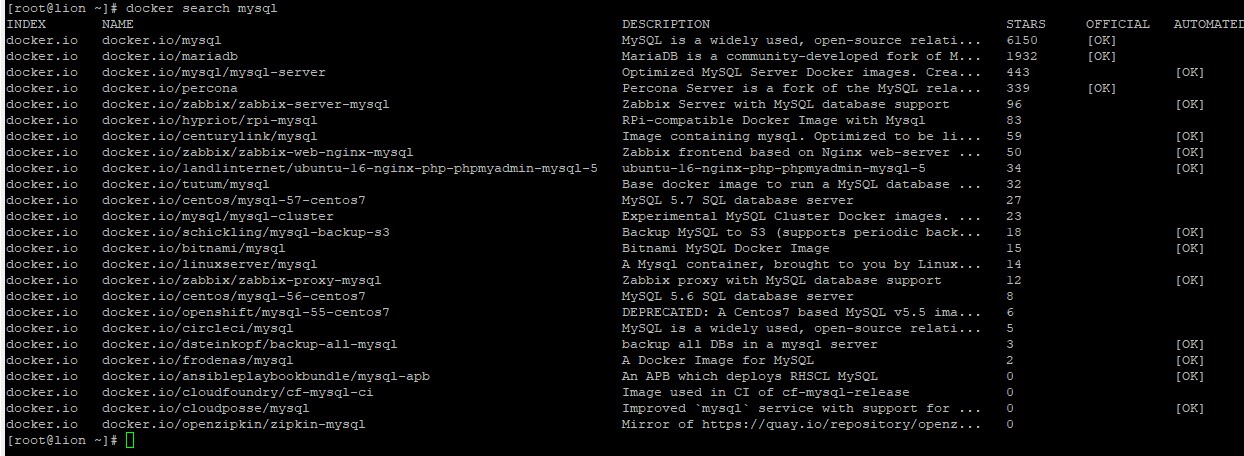 [root@lion ~]# docker search mysql
INDEX NAME DESCRIPTION STARS OFFICIAL AUTOMATED
docker.io docker.io/mysql MySQL is a widely used, open-source relati... 6150 [OK]
docker.io docker.io/mariadb MariaDB is a community-developed fork of M... 1932 [OK]
docker.io docker.io/mysql/mysql-server Optimized MySQL Server Docker images. Crea... 443 [OK]
docker.io docker.io/percona Percona Server is a fork of the MySQL rela... 339 [OK]
docker.io docker.io/zabbix/zabbix-server-mysql Zabbix Server with MySQL database support 96 [OK]
docker.io docker.io/hypriot/rpi-mysql RPi-compatible Docker Image with Mysql 83
docker.io docker.io/centurylink/mysql Image containing mysql. Optimized to be li... 59 [OK]
docker.io docker.io/zabbix/zabbix-web-nginx-mysql Zabbix frontend based on Nginx web-server ... 50 [OK]
docker.io docker.io/landlinternet/ubuntu-16-nginx-php-phpmyadmin-mysql-5 ubuntu-16-nginx-php-phpmyadmin-mysql-5 34 [OK]
docker.io docker.io/tutum/mysql Base docker image to run a MySQL database ... 32
docker.io docker.io/centos/mysql-57-centos7 MySQL 5.7 SQL database server 27
docker.io docker.io/mysql/mysql-cluster Experimental MySQL Cluster Docker images. ... 23
docker.io docker.io/schickling/mysql-backup-s3 Backup MySQL to S3 (supports periodic back... 18 [OK]
docker.io docker.io/bitnami/mysql Bitnami MySQL Docker Image 15 [OK]
docker.io docker.io/linuxserver/mysql A Mysql container, brought to you by Linux... 14
docker.io docker.io/zabbix/zabbix-proxy-mysql Zabbix proxy with MySQL database support 12 [OK]
docker.io docker.io/centos/mysql-56-centos7 MySQL 5.6 SQL database server 8
docker.io docker.io/openshift/mysql-55-centos7 DEPRECATED: A Centos7 based MySQL v5.5 ima... 6
docker.io docker.io/circleci/mysql MySQL is a widely used, open-source relati... 5
docker.io docker.io/dsteinkopf/backup-all-mysql backup all DBs in a mysql server 3 [OK]
docker.io docker.io/frodenas/mysql A Docker Image for MySQL 2 [OK]
docker.io docker.io/ansibleplaybookbundle/mysql-apb An APB which deploys RHSCL MySQL 0 [OK]
docker.io docker.io/cloudfoundry/cf-mysql-ci Image used in CI of cf-mysql-release 0
docker.io docker.io/cloudposse/mysql Improved `mysql` service with support for ... 0 [OK]
docker.io docker.io/openzipkin/zipkin-mysql Mirror of https://quay.io/repository/openz... 0
[root@lion ~]#